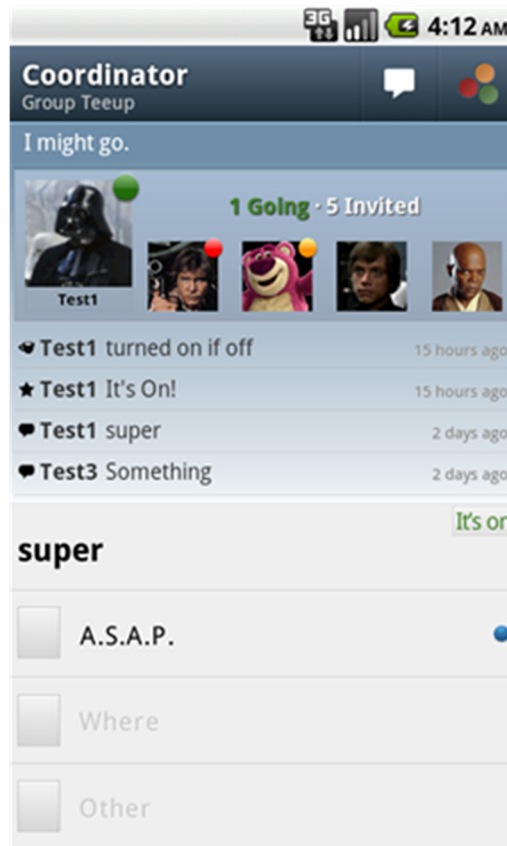 3G 4:12 AM
Coordinator
Group Teeup
I might go.
1 Going · 5 Invited
Test1
Test1 turned on if off 15 hours ago
Test1 It's On! 15 hours ago
Test1 super 2 days ago
Test3 Something 2 days ago
It's on
super
A.S.A.P.
Where
Other